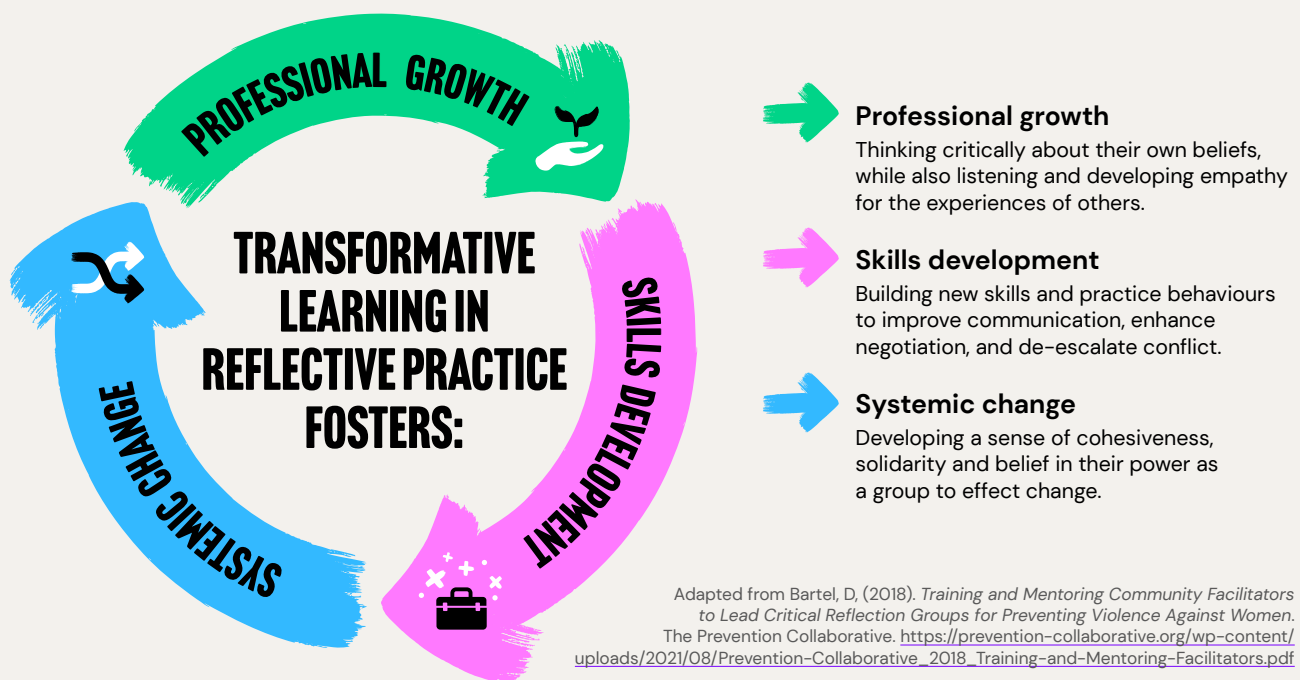 PROFESSIONAL GROWTH
SKILLS DEVELOPMENT
SYSTEMIC CHANGE
TRANSFORMATIVE
LEARNING IN
REFLECTIVE PRACTICE
FOSTERS:
Professional growth
Thinking critically about their own beliefs,
while also listening and developing empathy
for the experiences of others.
Skills development
Building new skills and practice behaviours
to improve communication, enhance
negotiation, and de-escalate conflict.
Systemic change
Developing a sense of cohesiveness,
solidarity and belief in their power as
a group to effect change.
Adapted from Bartel, D, (2018). Training and Mentoring Community Facilitators
to Lead Critical Reflection Groups for Preventing Violence Against Women.
The Prevention Collaborative. https://prevention-collaborative.org/wp-content/
uploads/2021/08/Prevention-Collaborative_2018_Training-and-Mentoring-Facilitators.pdf